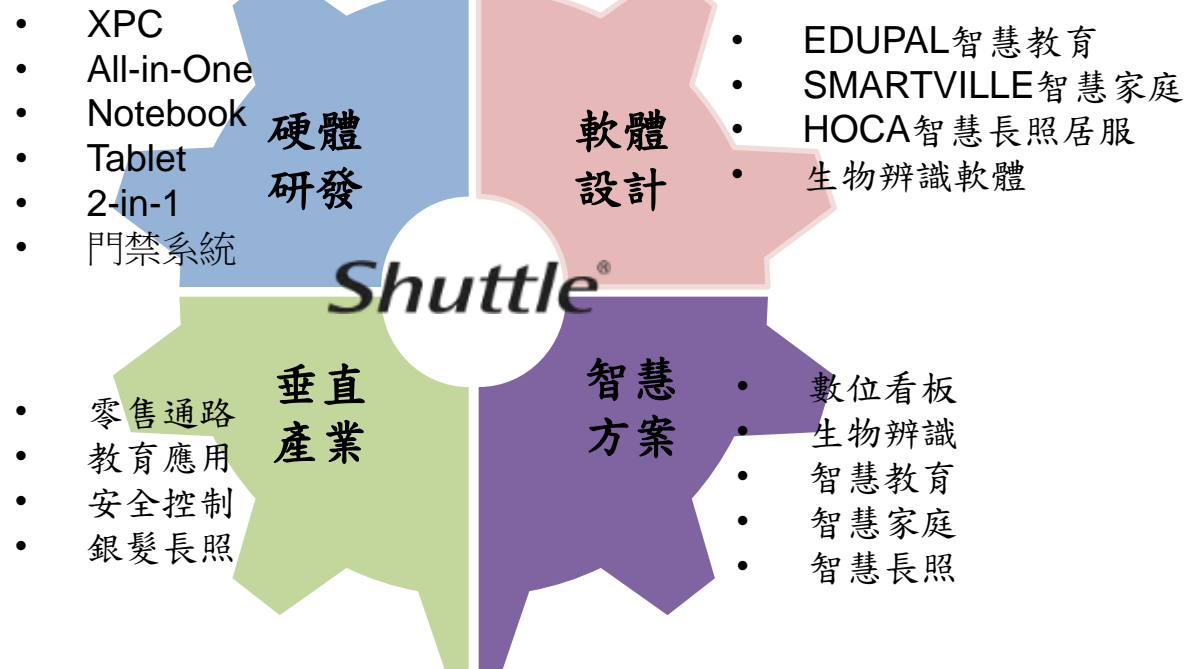 • XPC
• All-in-One
• Notebook
• Tablet
• 2-in-1
• 門禁系統
硬體
研發
軟體
設計
• EDUPAL智慧教育
• SMARTVILLE智慧家庭
• HOCA智慧長照居服
• 生物辨識軟體
Shuttle®
• 零售通路
• 教育應用
• 安全控制
• 銀髮長照
垂直
產業
智慧
方案
• 數位看板
• 生物辨識
• 智慧教育
• 智慧家庭
• 智慧長照